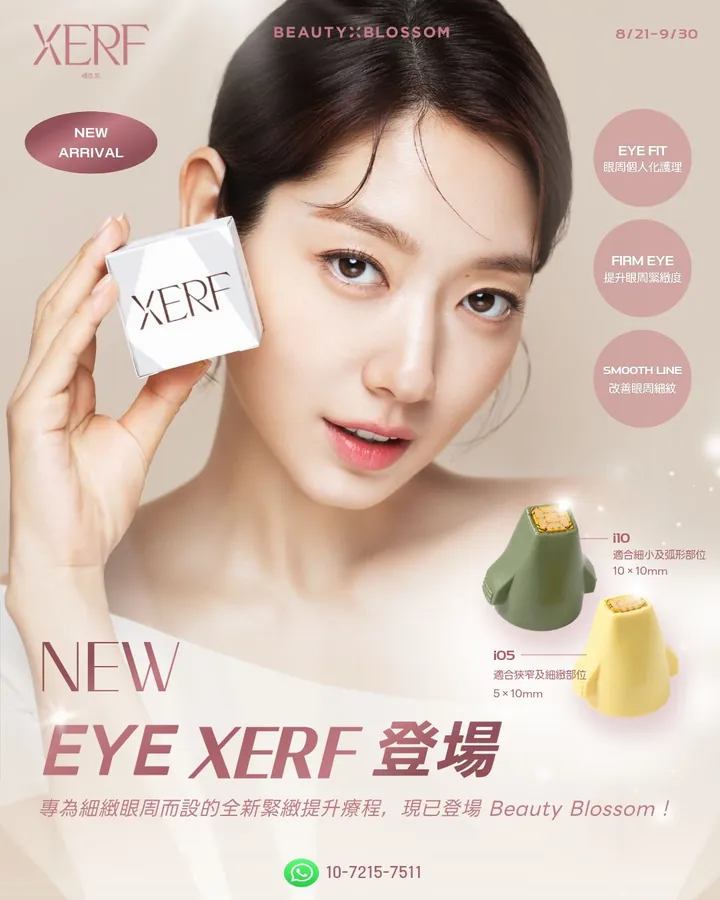 XERF
BEAUTY BLOSSOM
8/21-9/30
NEW
ARRIVAL
EYE FIT
眼周個人化護理
FIRM EYE
提升眼周緊緻度
SMOOTH LINE
改善眼周細紋
XERF
i10
適合細小及弧形部位
10×10mm
i05
適合狹窄及細緻部位
5×10mm
NEW
EYE XERF 登場
專為細緻眼周而設的全新緊緻提升療程，現已登場 Beauty Blossom！
10-7215-7511